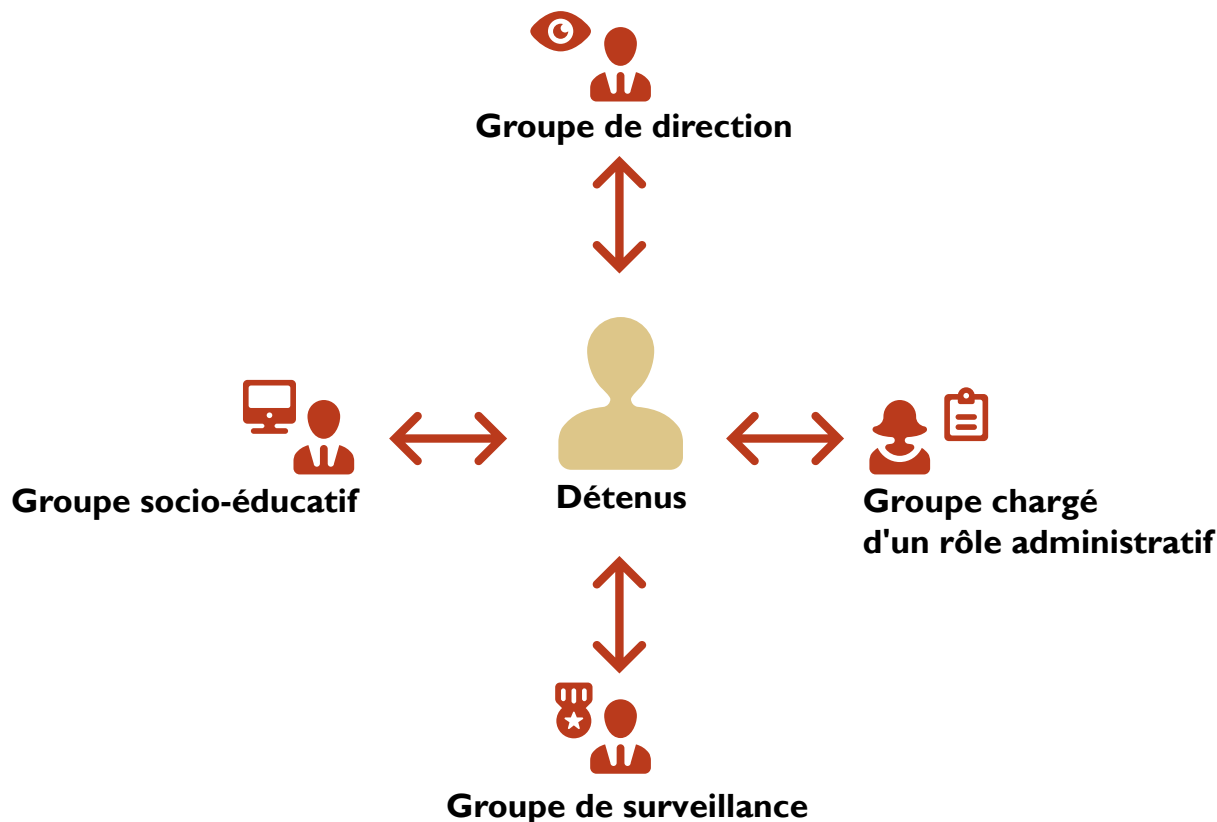 Groupe de direction
Groupe socio-éducatif
Détenus
Groupe chargé
d'un rôle administratif
Groupe de surveillance